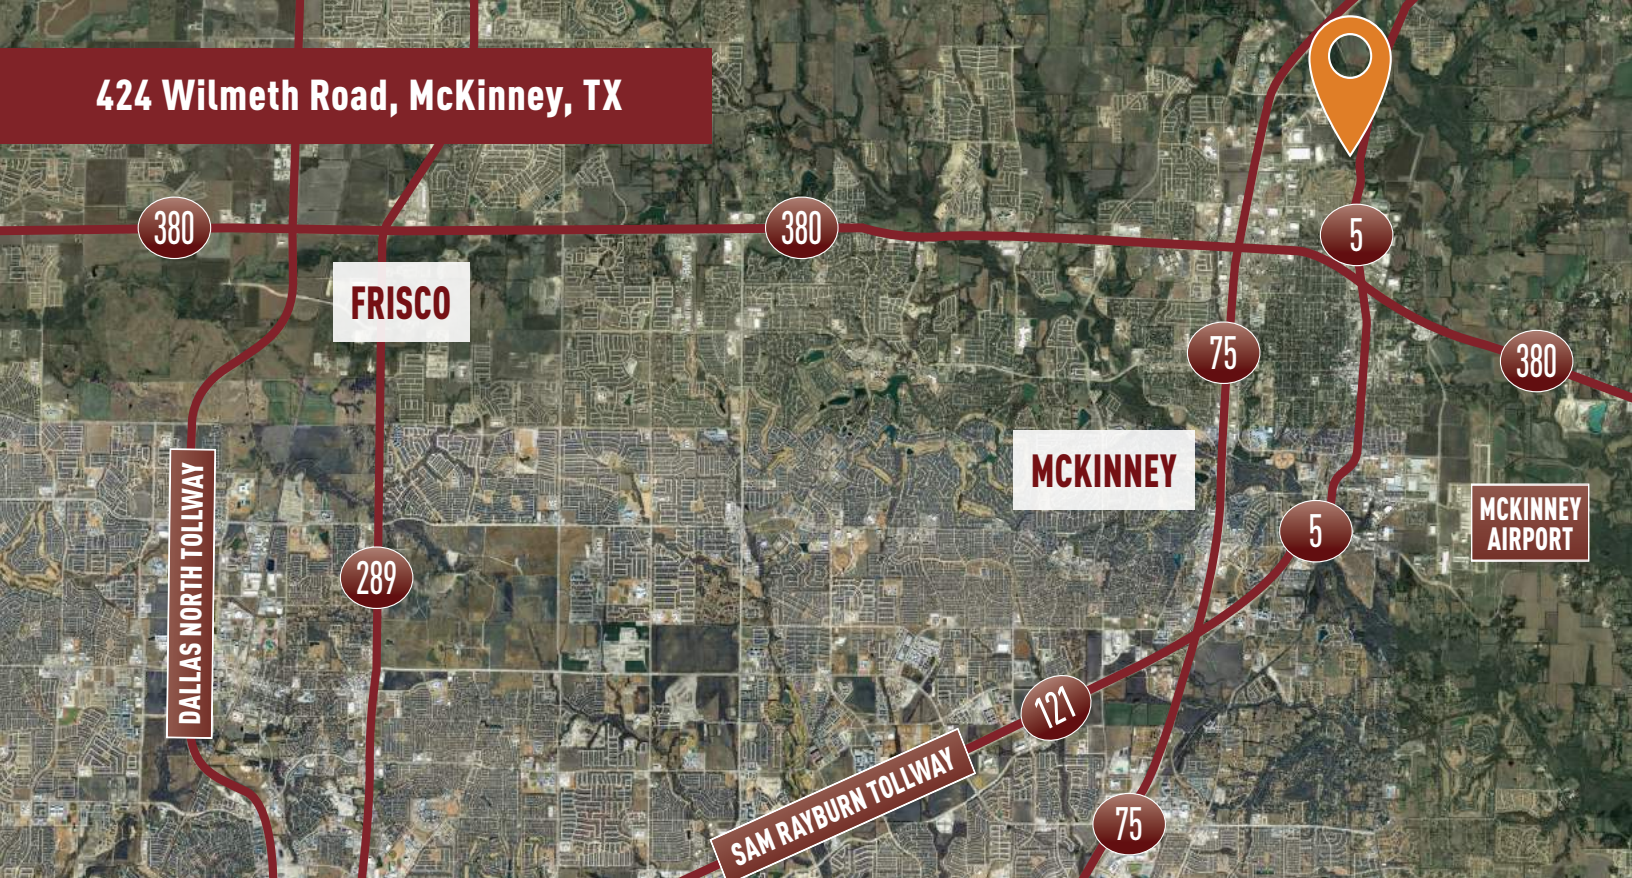 424 Wilmeth Road, McKinney, TX
380
380
5
FRISCO
75
380
MCKINNEY
DALLAS NORTH TOLLWAY
MCKINNEY
AIRPORT
5
289
121
SAM RAYBURN TOLLWAY
75